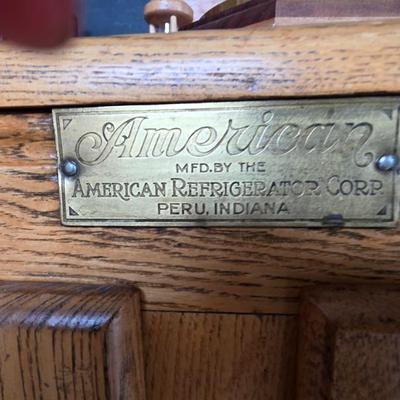 American
MFD. BY THE
AMERICAN REFRIGERATOR CORP.
PERU, INDIANA